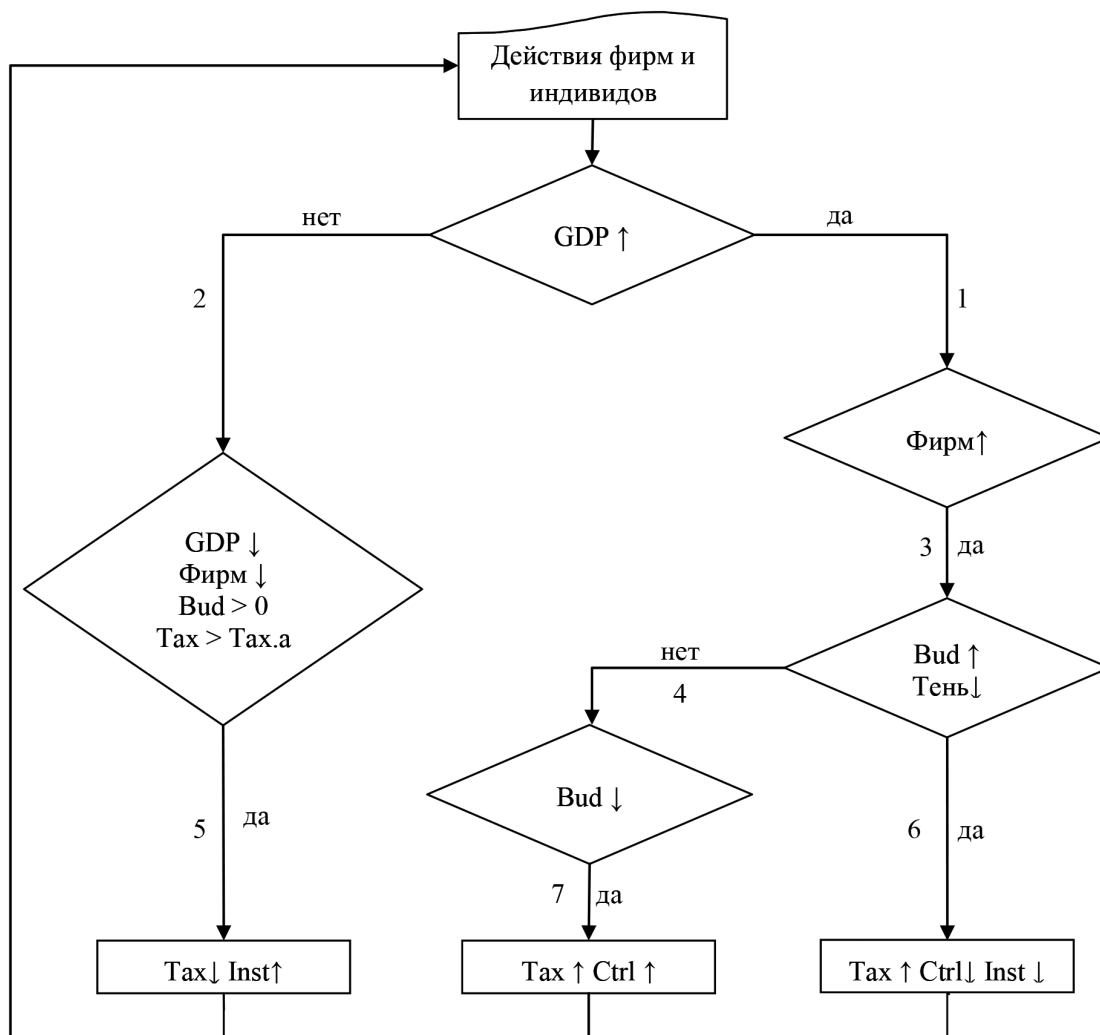 Действия фирм и
индивидов
нет
GDP ↑
да
2
1
Фирм↑
3
да
GDP ↓
Фирм ↓
Bud > 0
Tax > Tax.a
нет
4
Bud ↑
Тень↓
Bud ↓
5
да
7
да
6
да
Tax↓ Inst↑
Tax ↑ Ctrl ↑
Tax ↑ Ctrl↓ Inst ↓